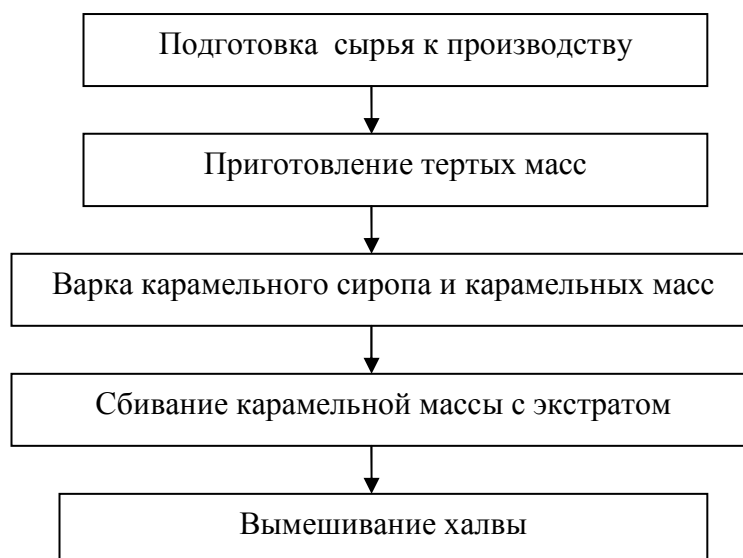 Подготовка сырья к производству
Приготовление тертых масс
Варка карамельного сиропа и карамельных масс
Сбивание карамельной массы с экстратом
Вымешивание халвы